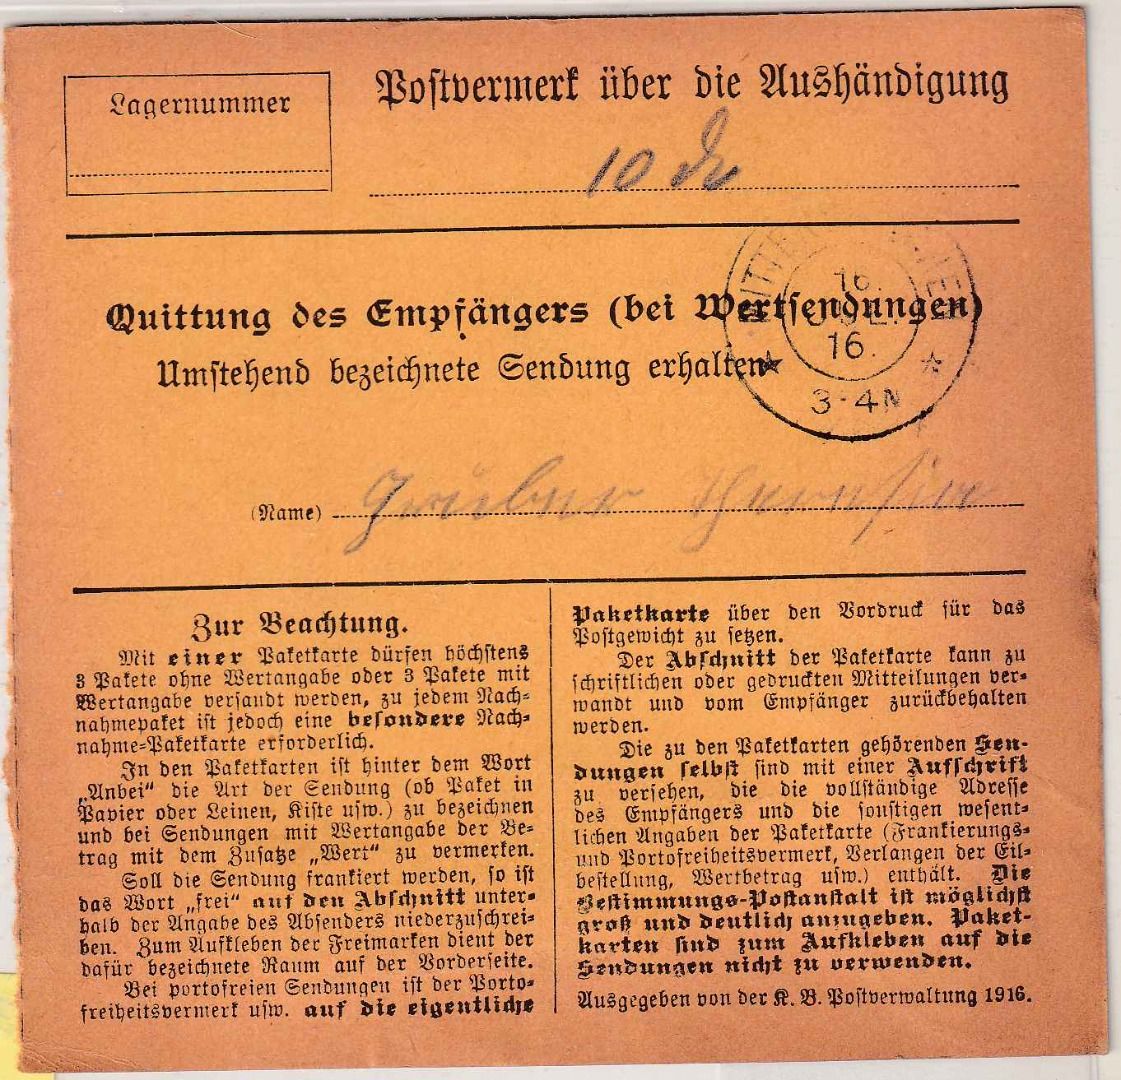 Lagernummer
Postvermerk über die Aushändigung
10
Quittung des Empfängers (bei Wertsendungen)
Umstehend bezeichnete Sendung erhalten
16.
JUL.
16.
3-4N
(Name) Gruber Theresia
Zur Beachtung.
Mit einer Paketkarte dürfen höchstens
3 Pakete ohne Wertangabe oder 3 Pakete mit
Wertangabe versandt werden, zu jedem Nach-
nahmepaket ist jedoch eine besondere Nach-
nahme-Paketkarte erforderlich.
In den Paketkarten ist hinter dem Wort
„Anbei“ die Art der Sendung (ob Paket in
Papier oder Leinen, Kiste usw.) zu bezeichnen
und bei Sendungen mit Wertangabe der Be-
trag mit dem Zusatze „Wert“ zu vermerken.
Soll die Sendung frankiert werden, so ist
das Wort „frei“ auf den Abschnitt unter-
halb der Angabe des Absenders niederzuschrei-
ben. Zum Aufkleben der Freimarken dient der
dafür bezeichnete Raum auf der Vorderseite.
Bei portofreien Sendungen ist der Porto-
freiheitsvermerk usw. auf die eigentliche
Paketkarte über den Vordruck für das
Postgewicht zu setzen.
Der Abschnitt der Paketkarte kann zu
schriftlichen oder gedruckten Mitteilungen ver-
wandt und vom Empfänger zurückbehalten
werden.
Die zu den Paketkarten gehörenden Sen-
dungen selbst sind mit einer Aufschrift
zu versehen, die die vollständige Adresse
des Empfängers und die sonstigen wesent-
lichen Angaben der Paketkarte (Frankierungs-
und Portofreiheitsvermerk, Verlangen der Eil-
bestellung, Wertbetrag usw.) enthält. Die
Bestimmungs-Postanstalt ist möglichst
groß und deutlich anzugeben. Paket-
karten sind zum Aufkleben auf die
Sendungen nicht zu verwenden.
Ausgegeben von der K. B. Postverwaltung 1916.